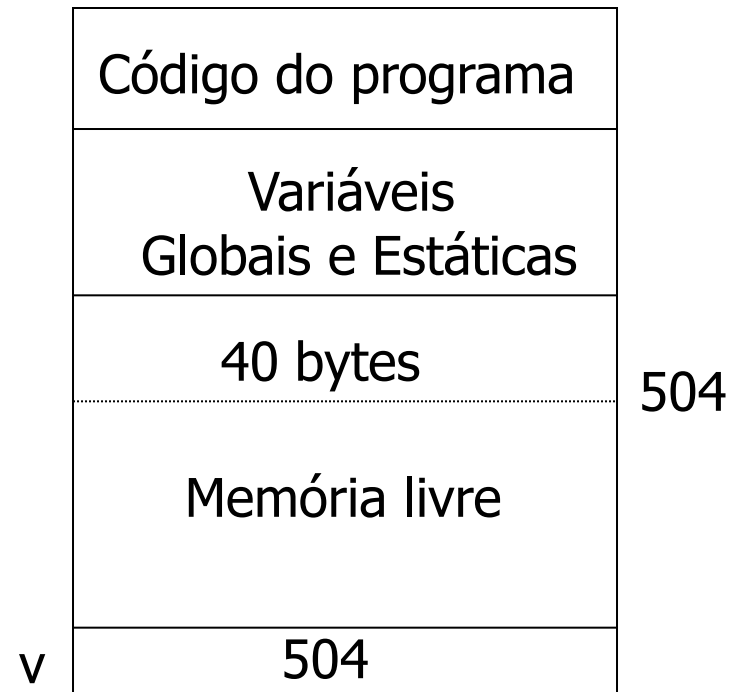 Código do programa
Variáveis
Globais e Estáticas
40 bytes
504
Memória livre
v
504